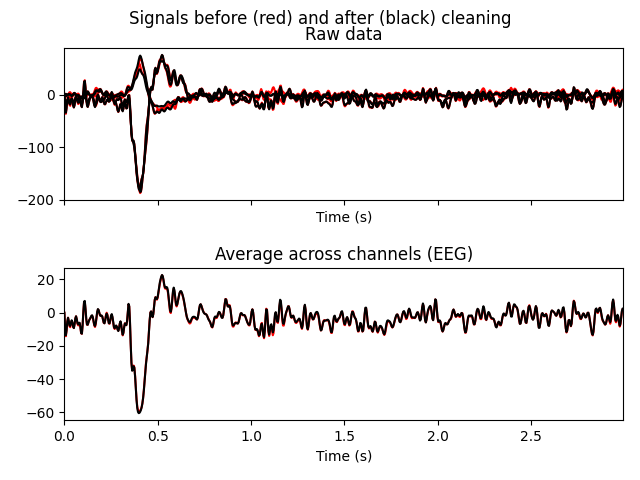 Signals before (red) and after (black) cleaning
Raw data
0
−100
−200
Time (s)
Average across channels (EEG)
20
0
−20
−40
−60
0.0 0.5 1.0 1.5 2.0 2.5
Time (s)